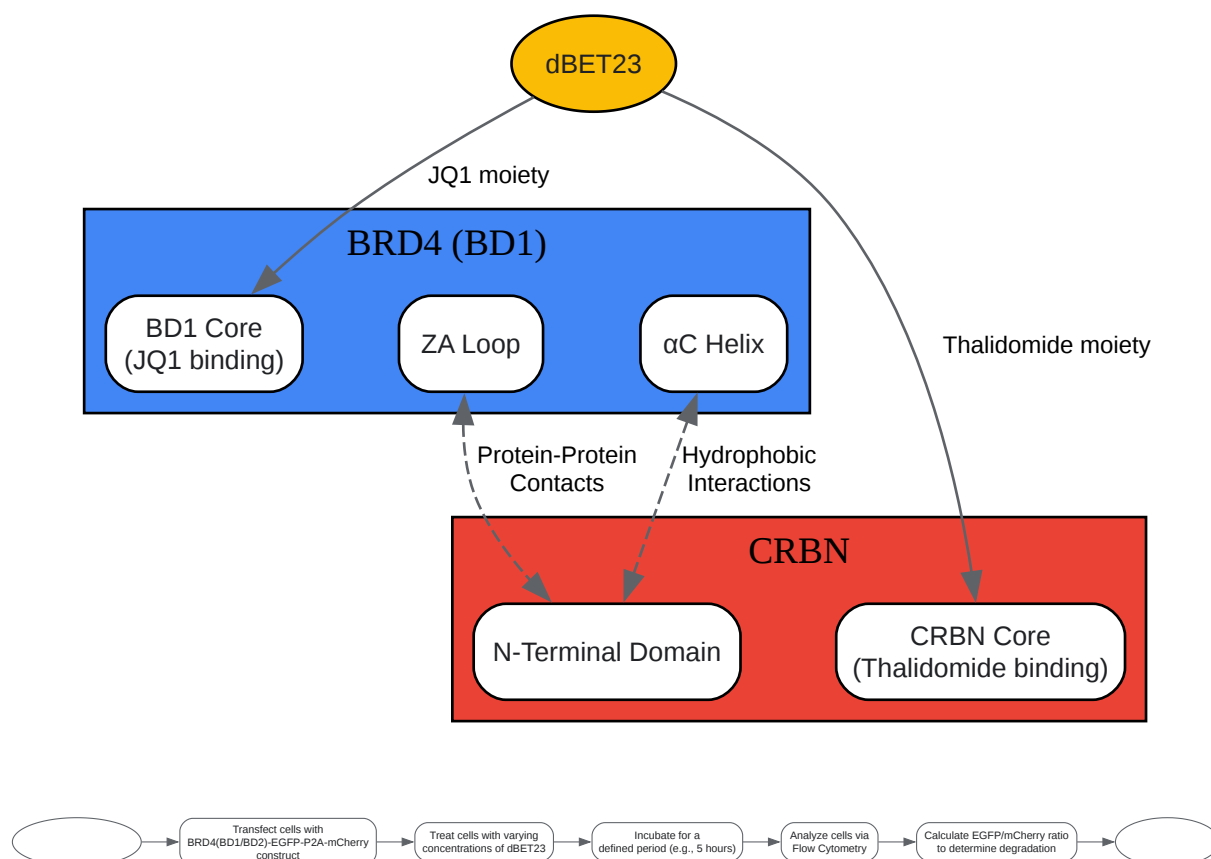 dBET23
JQ1 moiety
BRD4 (BD1)
BD1 Core
(JQ1 binding)
ZA Loop
αC Helix
Thalidomide moiety
Protein-Protein
Contacts
Hydrophobic
Interactions
CRBN
N-Terminal Domain
CRBN Core
(Thalidomide binding)
Transfect cells with
BRD4(BD1/BD2)-EGFP-P2A-mCherry
construct
Treat cells with varying
concentrations of dBET23
Incubate for a
defined period (e.g., 5 hours)
Analyze cells via
Flow Cytometry
Calculate EGFP/mCherry ratio
to determine degradation